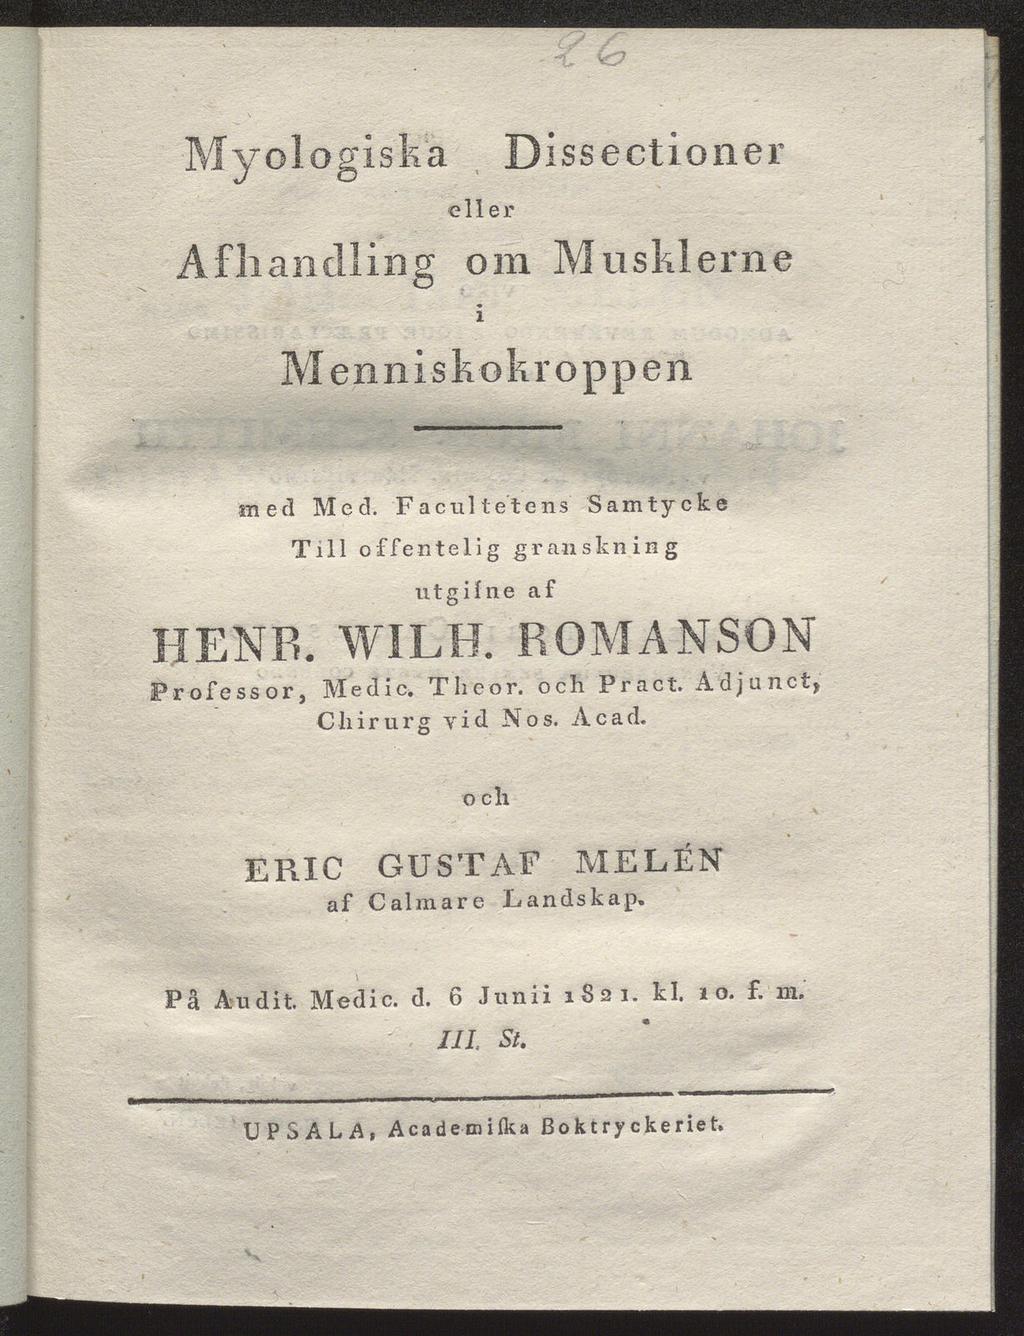 26
Myologiska Dissectioner
eller
Afhandling om Musklerne
i
Menniskokroppen
med Med. Facultetens Samtycke
Till offentelig granskning
utgifne af
HENR. WILH. ROMANSON
Professor, Medic. Theor. och Pract. Adjunct,
Chirurg vid Nos. Acad.
och
ERIC GUSTAF MELÉN
af Calmare Landskap.
På Audit. Medic. d. 6 Junii 1821. kl. 10. f. m.
III. St.
UPSALA, Academiſka Boktryckeriet.